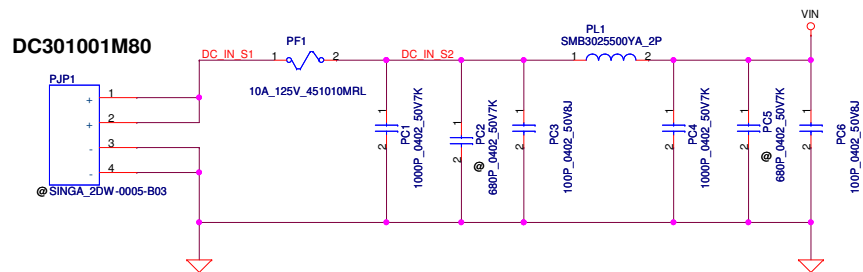 VIN
DC301001M80
DC_IN_S1
PF1
DC_IN_S2
PL1
SMB3025500YA_2P
1
2
1
2
PJP1
10A_125V_451010MRL
+ 1
+ 2
- 3
- 4
@ SINGA_2DW-0005-B03
1
2
PC1
1000P_0402_50V7K
1
2
PC2
680P_0402_50V7K
@
1
2
PC3
100P_0402_50V8J
1
2
PC4
1000P_0402_50V7K
1
2
PC5
680P_0402_50V7K
@
1
2
PC6
100P_0402_50V8J